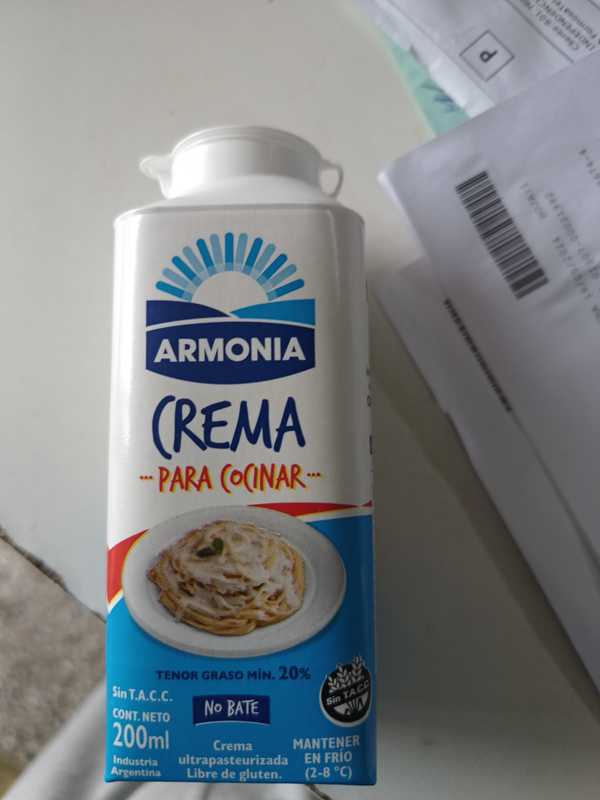 ARMONIA
CREMA
... PARA COCINAR ...
TENOR GRASO MÍN. 20%
Sin T.A.C.C.
Sin T.A.C.C.
CONT. NETO
200ml
NO BATE
Industria
Argentina
Crema
ultrapasteurizada
Libre de gluten.
MANTENER
EN FRÍO
(2-8 °C)
P